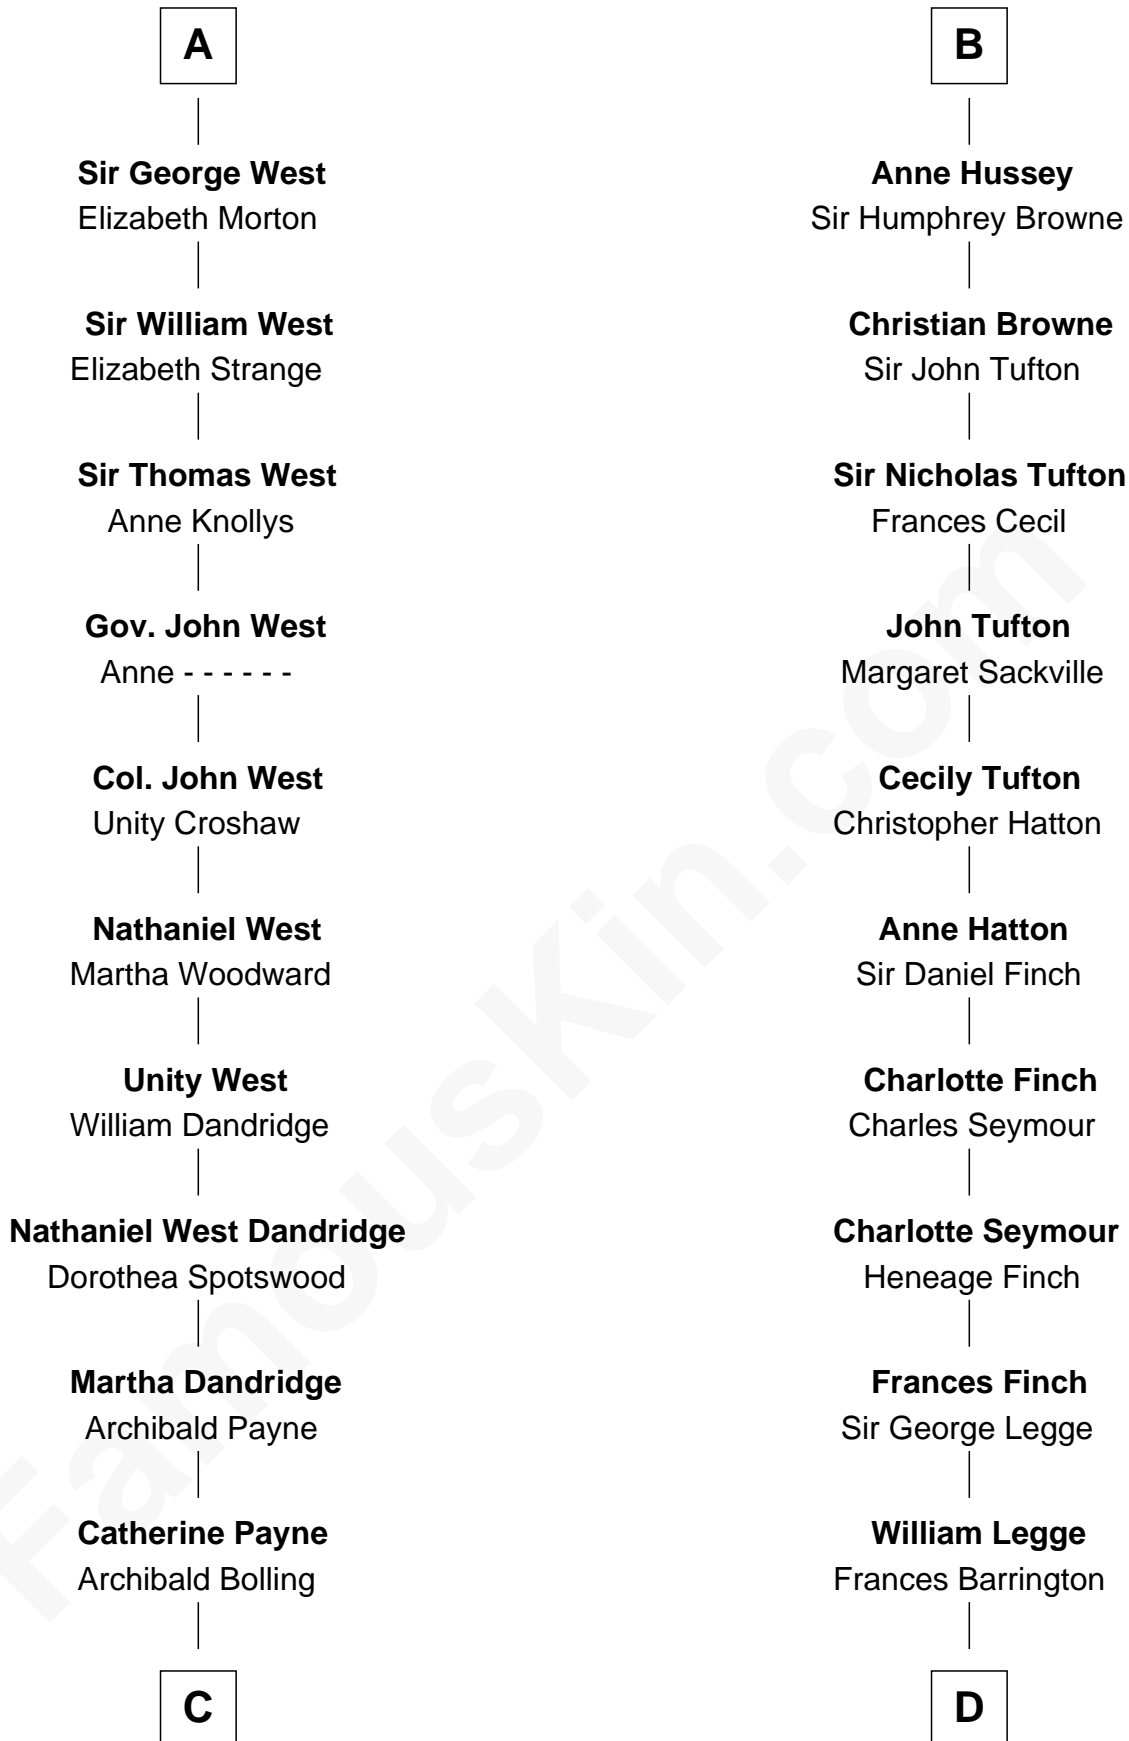 A
Sir George West
Elizabeth Morton
Sir William West
Elizabeth Strange
Sir Thomas West
Anne Knollys
Gov. John West
Anne - - - - - -
Col. John West
Unity Croshaw
Nathaniel West
Martha Woodward
Unity West
William Dandridge
Nathaniel West Dandridge
Dorothea Spotswood
Martha Dandridge
Archibald Payne
Catherine Payne
Archibald Bolling
C
B
Anne Hussey
Sir Humphrey Browne
Christian Browne
Sir John Tufton
Sir Nicholas Tufton
Frances Cecil
John Tufton
Margaret Sackville
Cecily Tufton
Christopher Hatton
Anne Hatton
Sir Daniel Finch
Charlotte Finch
Charles Seymour
Charlotte Seymour
Heneage Finch
Frances Finch
Sir George Legge
William Legge
Frances Barrington
D
FamousKin.com